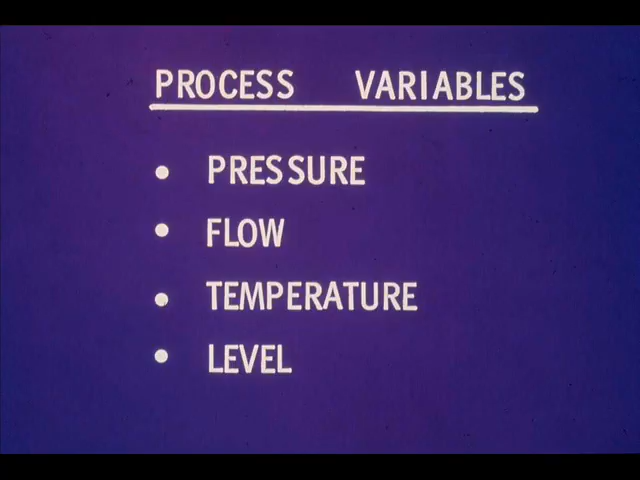 PROCESS VARIABLES
• PRESSURE
• FLOW
• TEMPERATURE
• LEVEL